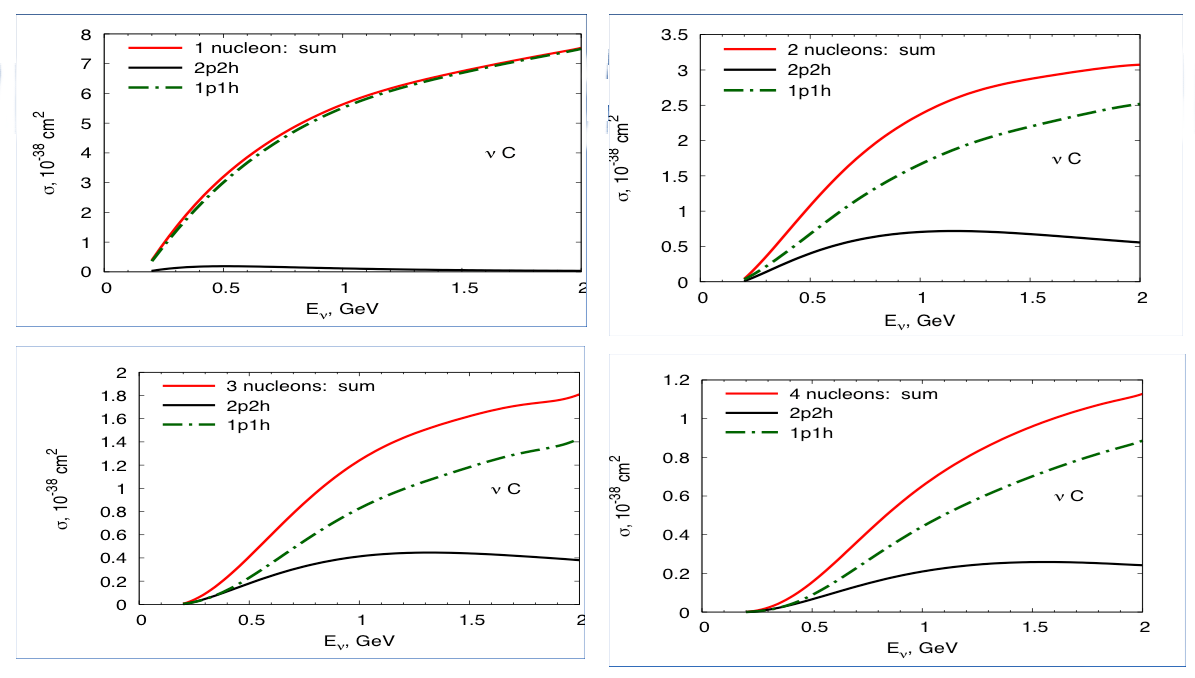 8
7
6
5
4
3
2
1
0
σ, 10⁻³⁸ cm²
1 nucleon: sum
2p2h
1p1h
ν C
0 0.5 1 1.5 2
Eν, GeV
3.5
3
2.5
2
1.5
1
0.5
0
σ, 10⁻³⁸ cm²
2 nucleons: sum
2p2h
1p1h
ν C
0 0.5 1 1.5 2
Eν, GeV
2
1.8
1.6
1.4
1.2
1
0.8
0.6
0.4
0.2
0
σ, 10⁻³⁸ cm²
3 nucleons: sum
2p2h
1p1h
ν C
0 0.5 1 1.5 2
Eν, GeV
1.2
1
0.8
0.6
0.4
0.2
0
σ, 10⁻³⁸ cm²
4 nucleons: sum
2p2h
1p1h
ν C
0 0.5 1 1.5 2
Eν, GeV